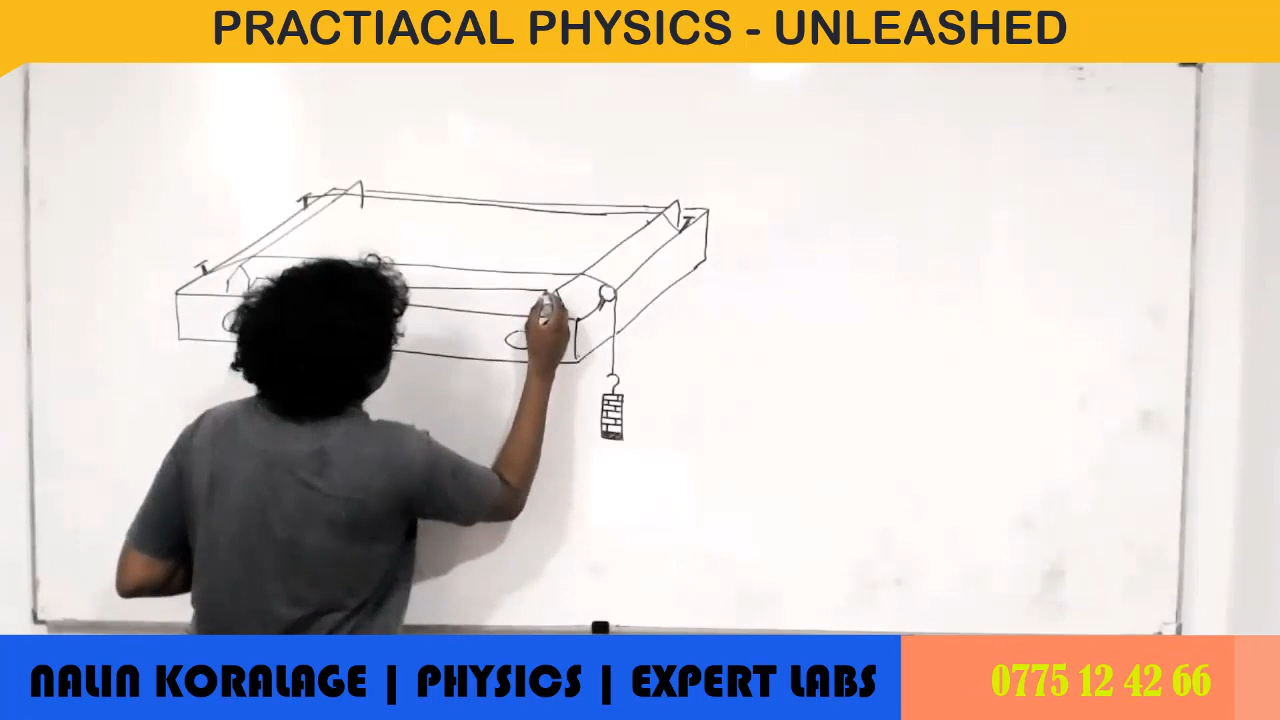 PRACTIACAL PHYSICS - UNLEASHED
NALIN KORALAGE | PHYSICS | EXPERT LABS
0775 12 42 66